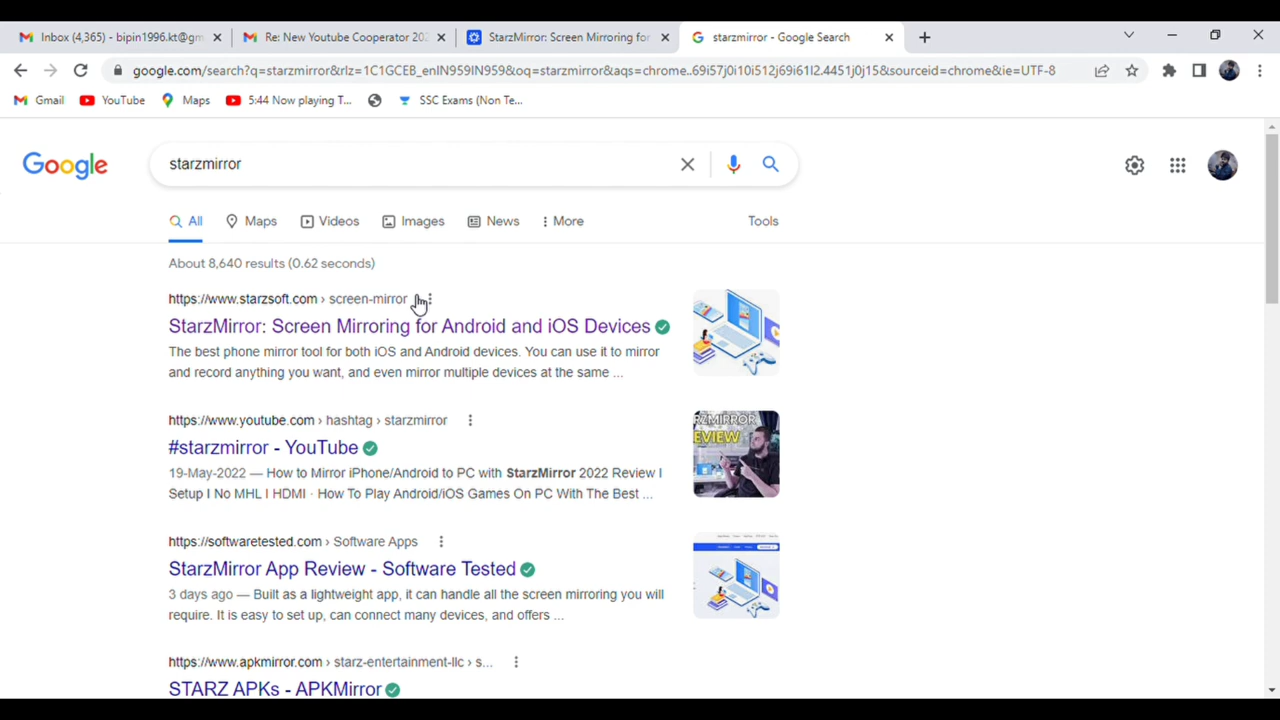 Inbox (4,365) - bipin1996.kt@gm
Re: New Youtube Cooperator 202
StarzMirror: Screen Mirroring for
starzmirror - Google Search
google.com/search?q=starzmirror&rlz=1C1GCEB_enIN959IN959&oq=starzmirror&aqs=chrome..69i57j0i10i512j69i61l2.4451j0j15&sourceid=chrome&ie=UTF-8
Gmail
YouTube
Maps
5:44 Now playing T...
SSC Exams (Non Te...
Google
starzmirror
All
Maps
Videos
Images
News
More
Tools
About 8,640 results (0.62 seconds)
https://www.starzsoft.com › screen-mirror
StarzMirror: Screen Mirroring for Android and iOS Devices
The best phone mirror tool for both iOS and Android devices. You can use it to mirror
and record anything you want, and even mirror multiple devices at the same ...
https://www.youtube.com › hashtag › starzmirror
#starzmirror - YouTube
RZMIRROR
EVIEW
19-May-2022 — How to Mirror iPhone/Android to PC with StarzMirror 2022 Review I
Setup I No MHL I HDMI · How To Play Android/iOS Games On PC With The Best ...
https://softwaretested.com › Software Apps
StarzMirror App Review - Software Tested
3 days ago — Built as a lightweight app, it can handle all the screen mirroring you will
require. It is easy to set up, can connect many devices, and offers ...
https://www.apkmirror.com › starz-entertainment-llc › s...
STARZ APKs - APKMirror